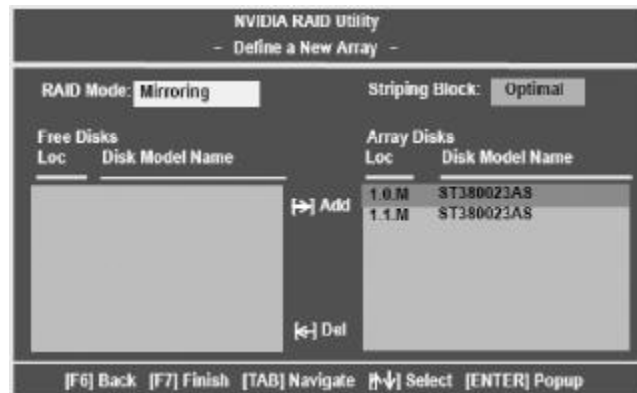 NVIDIA RAID Utility
- Define a New Array -
RAID Mode: Mirroring
Striping Block: Optimal
Free Disks
Loc Disk Model Name
Array Disks
Loc Disk Model Name
[→] Add
1.0.M ST380023AS
1.1.M ST380023AS
[←] Del
[F6] Back [F7] Finish [TAB] Navigate [↑↓] Select [ENTER] Popup